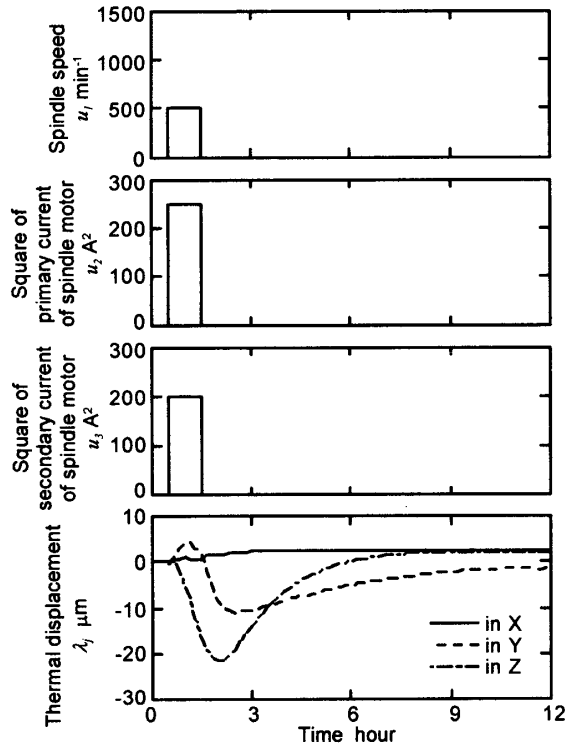 Spindle speed
u₁ min⁻¹
1500
1000
500
0
Square of
primary current
of spindle motor
u₂ A²
300
200
100
0
Square of
secondary current
of spindle motor
u₃ A²
300
200
100
0
Thermal displacement
λⱼ μm
10
0
-10
-20
-30
in X
in Y
in Z
0 3 6 9 12
Time hour